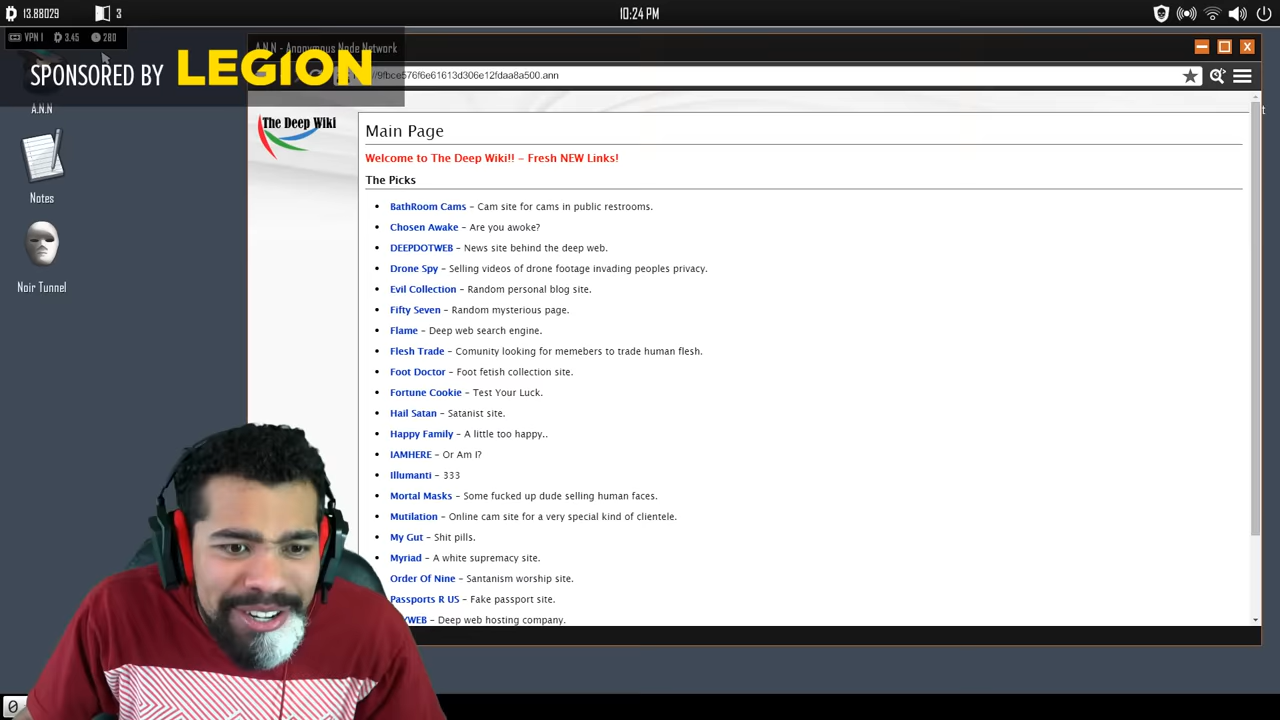 13.88029
3
10:24 PM
VPN 1 3.45 280
SPONSORED BY LEGION
A.N.N - Anonymous Node Network
9fbce576f6e61613d306e12fdaa8a500.ann
A.N.N
Notes
Noir Tunnel
The Deep Wiki
Main Page
Welcome to The Deep Wiki!! - Fresh NEW Links!
The Picks
BathRoom Cams - Cam site for cams in public restrooms.
Chosen Awake - Are you awoke?
DEEPDOTWEB - News site behind the deep web.
Drone Spy - Selling videos of drone footage invading peoples privacy.
Evil Collection - Random personal blog site.
Fifty Seven - Random mysterious page.
Flame - Deep web search engine.
Flesh Trade - Comunity looking for memebers to trade human flesh.
Foot Doctor - Foot fetish collection site.
Fortune Cookie - Test Your Luck.
Hail Satan - Satanist site.
Happy Family - A little too happy..
IAMHERE - Or Am I?
Illumanti - 333
Mortal Masks - Some fucked up dude selling human faces.
Mutilation - Online cam site for a very special kind of clientele.
My Gut - Shit pills.
Myriad - A white supremacy site.
Order Of Nine - Santanism worship site.
Passports R US - Fake passport site.
WEB - Deep web hosting company.
0